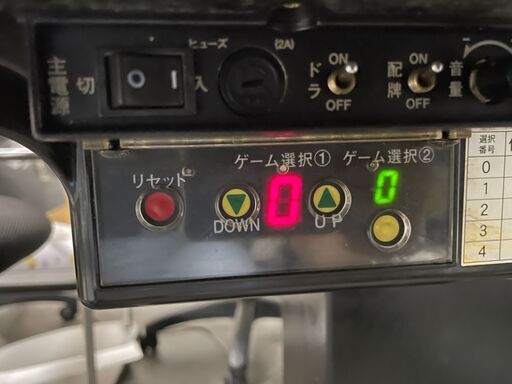 主電源
切
入
ヒューズ
(2A)
ドラ
ON
OFF
配牌
ON
OFF
音量
リセット
ゲーム選択①
ゲーム選択②
0
0
DOWN
UP
選択番号
0
1
2
3
4